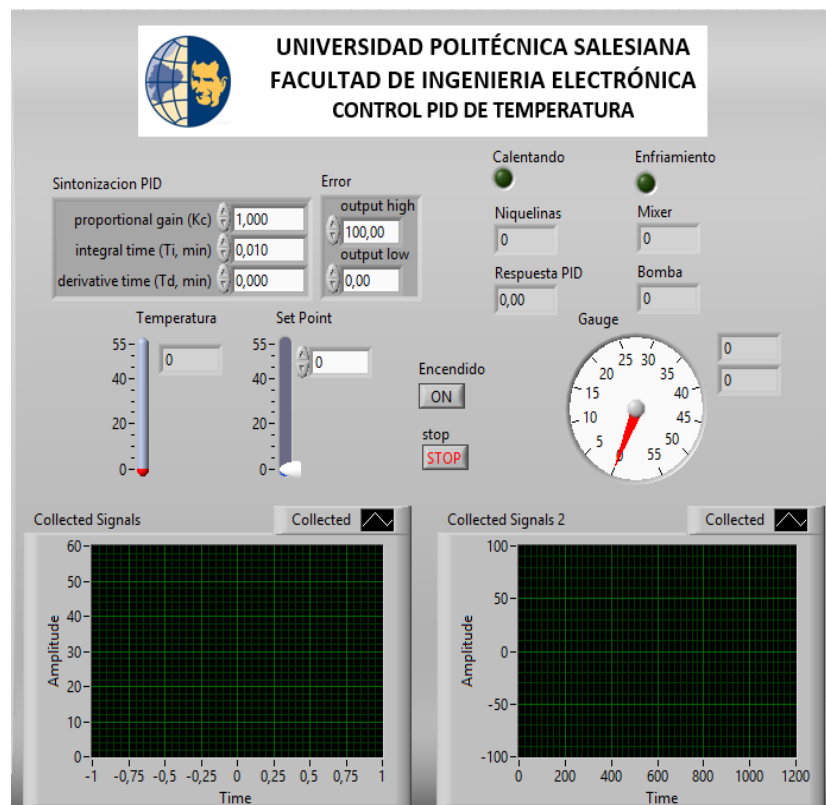 UNIVERSIDAD POLITÉCNICA SALESIANA
FACULTAD DE INGENIERIA ELECTRÓNICA
CONTROL PID DE TEMPERATURA
Calentando
Enfriamiento
Sintonizacion PID
Error
proportional gain (Kc) 1,000
integral time (Ti, min) 0,010
derivative time (Td, min) 0,000
output high
100,00
output low
0,00
Niquelinas
0
Mixer
0
Respuesta PID
0,00
Bomba
0
Temperatura
55
40
20
0
0
Set Point
55
40
20
0
0
Encendido
ON
stop
STOP
Gauge
0
5
10
15
20
25
30
35
40
45
50
55
0
0
Collected Signals
Collected
60
50
40
30
20
10
0
Amplitude
-1 -0,75 -0,5 -0,25 0 0,25 0,5 0,75 1
Time
Collected Signals 2
Collected
100
50
0
-50
-100
Amplitude
0 200 400 600 800 1000 1200
Time